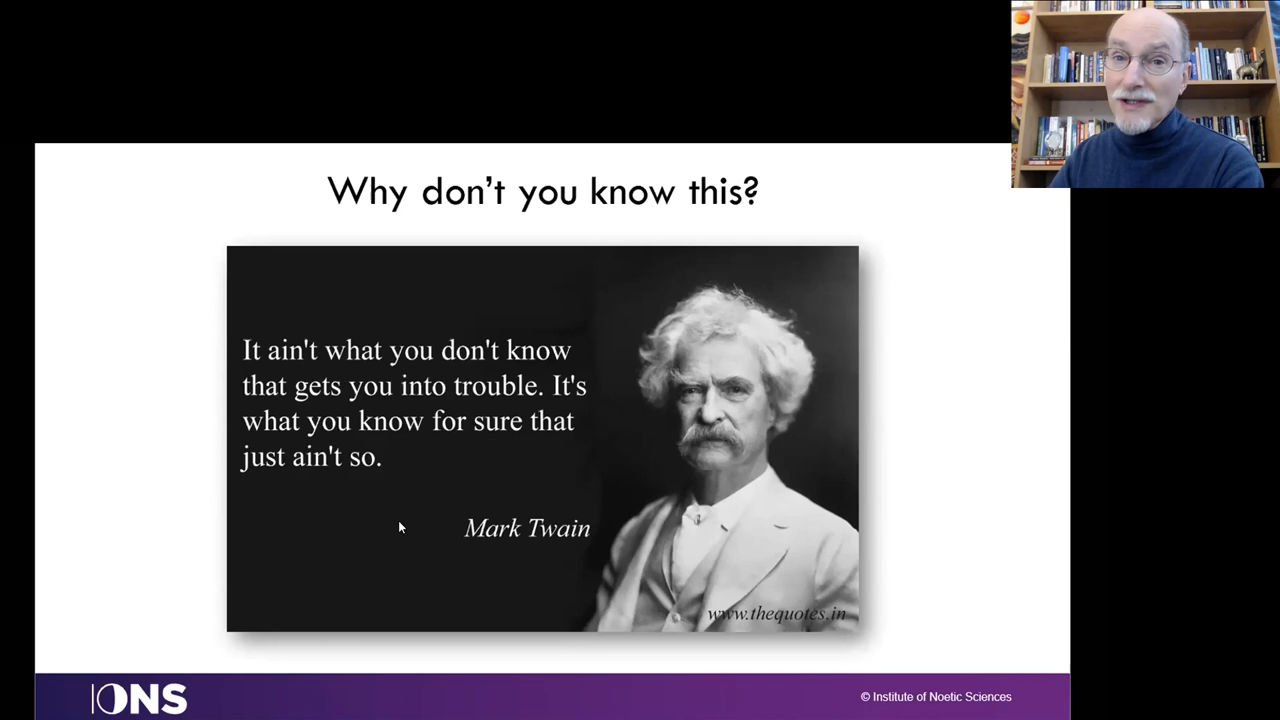 Why don't you know this?
It ain't what you don't know
that gets you into trouble. It's
what you know for sure that
just ain't so.
Mark Twain
www.thequotes.in
IONS
© Institute of Noetic Sciences